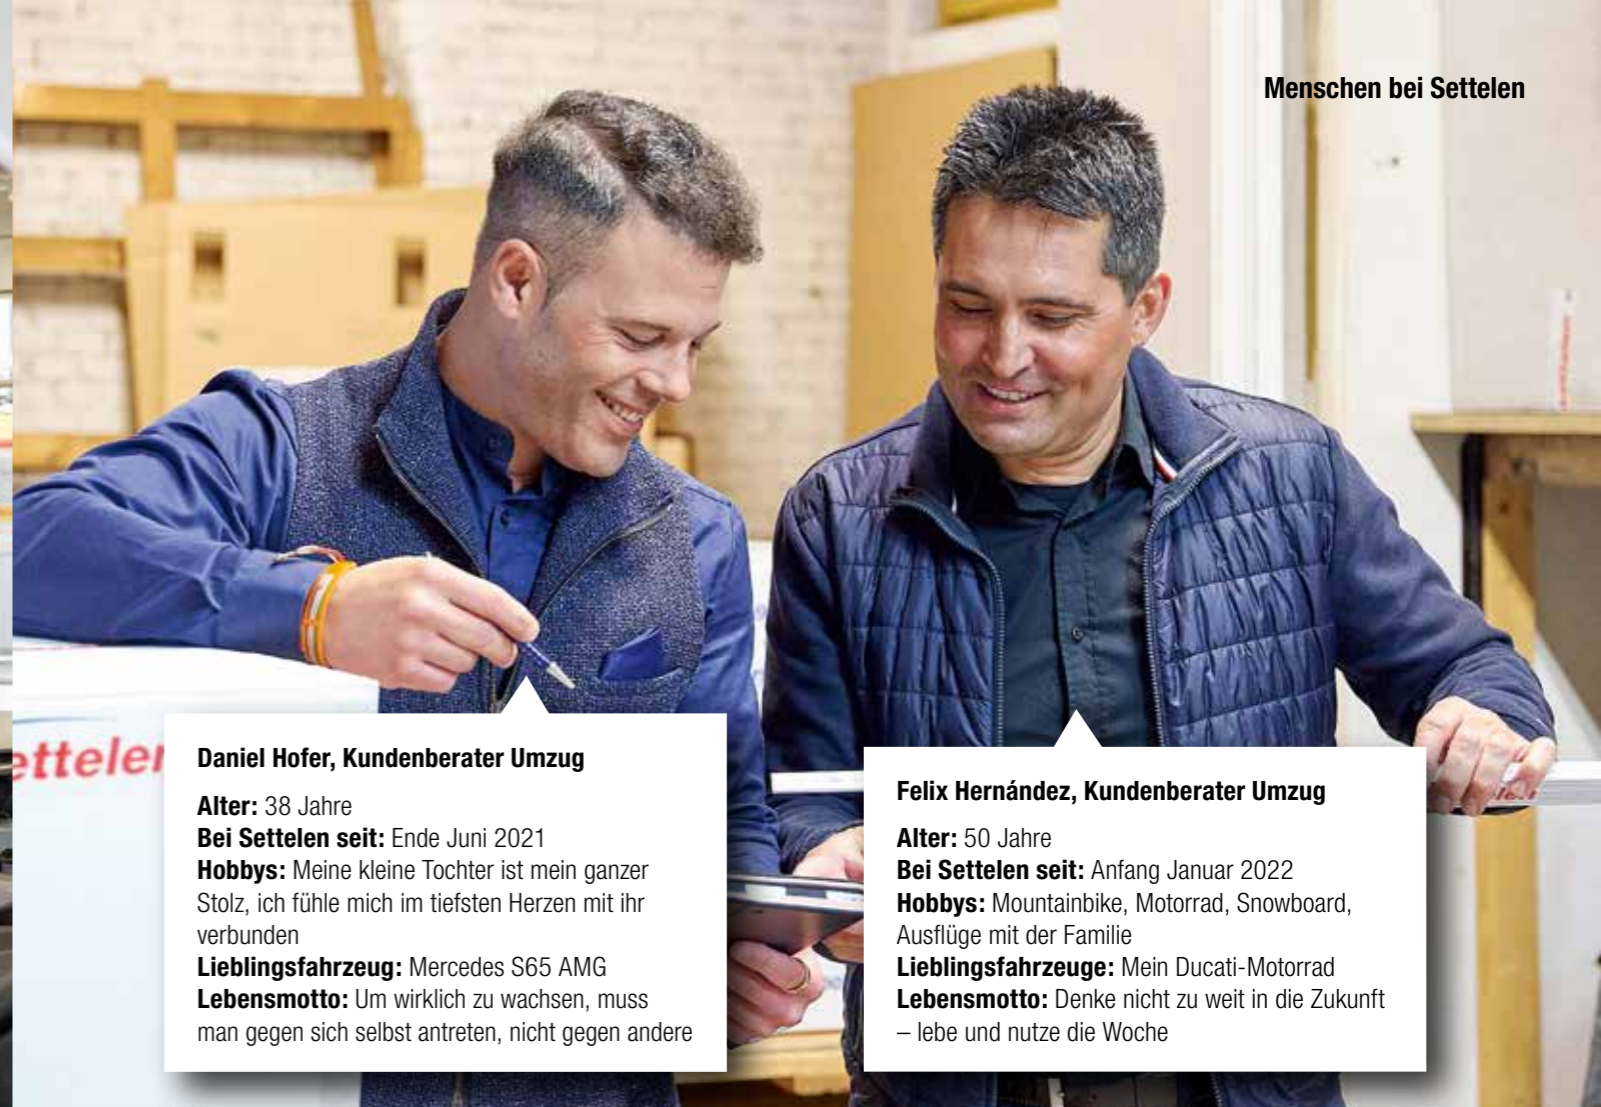 Menschen bei Settelen
ettelen
Daniel Hofer, Kundenberater Umzug
Alter: 38 Jahre
Bei Settelen seit: Ende Juni 2021
Hobbys: Meine kleine Tochter ist mein ganzer
Stolz, ich fühle mich im tiefsten Herzen mit ihr
verbunden
Lieblingsfahrzeug: Mercedes S65 AMG
Lebensmotto: Um wirklich zu wachsen, muss
man gegen sich selbst antreten, nicht gegen andere
Felix Hernández, Kundenberater Umzug
Alter: 50 Jahre
Bei Settelen seit: Anfang Januar 2022
Hobbys: Mountainbike, Motorrad, Snowboard,
Ausflüge mit der Familie
Lieblingsfahrzeuge: Mein Ducati-Motorrad
Lebensmotto: Denke nicht zu weit in die Zukunft
– lebe und nutze die Woche